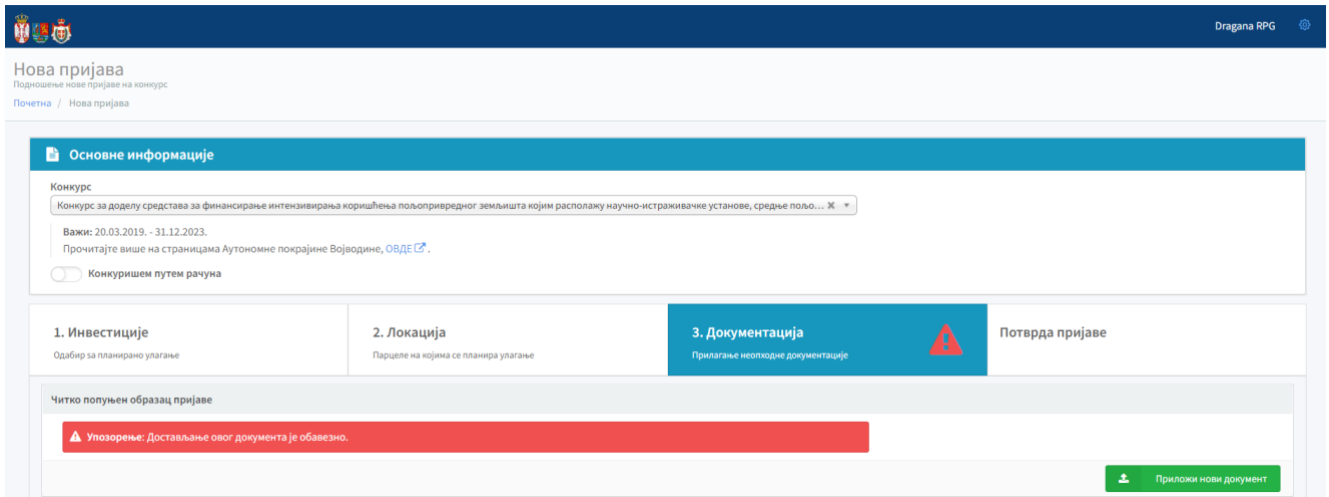 Dragana RPG
Нова пријава
Подношење нове пријаве на конкурс
Почетна / Нова пријава
Основне информације
Конкурс
Конкурс за доделу средстава за финансирање интензивирања коришћења пољопривредног земљишта којим располажу научно-истраживачке установе, средње пољо...
Важи: 20.03.2019. - 31.12.2023.
Прочитајте више на страницама Аутономне покрајине Војводине, ОВДЕ.
Конкуришем путем рачуна
1. Инвестиције
Одабир за планирано улагање
2. Локација
Парцеле на којима се планира улагање
3. Документација
Прилагање неопходне документације
Потврда пријаве
Читко попуњен образац пријаве
Упозорење: Достављање овог документа је обавезно.
Приложи нови документ